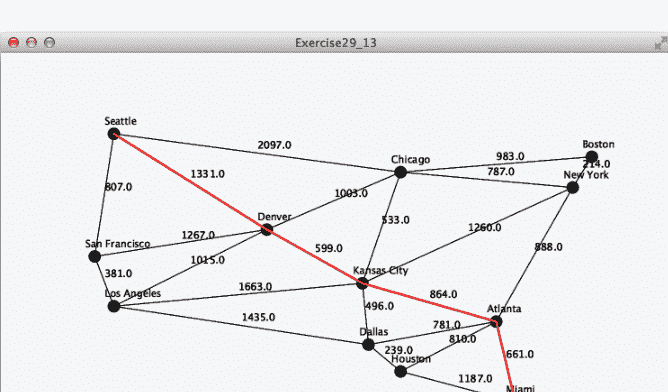 Exercise29_13
Seattle
2097.0
Boston
983.0
214.0
Chicago
787.0
New York
1331.0
807.0
1003.0
Denver
533.0
1260.0
San Francisco
1267.0
599.0
888.0
1015.0
381.0
Kansas City
1663.0
864.0
Los Angeles
496.0
Atlanta
1435.0
781.0
Dallas
810.0
239.0
661.0
Houston
1187.0
Miami